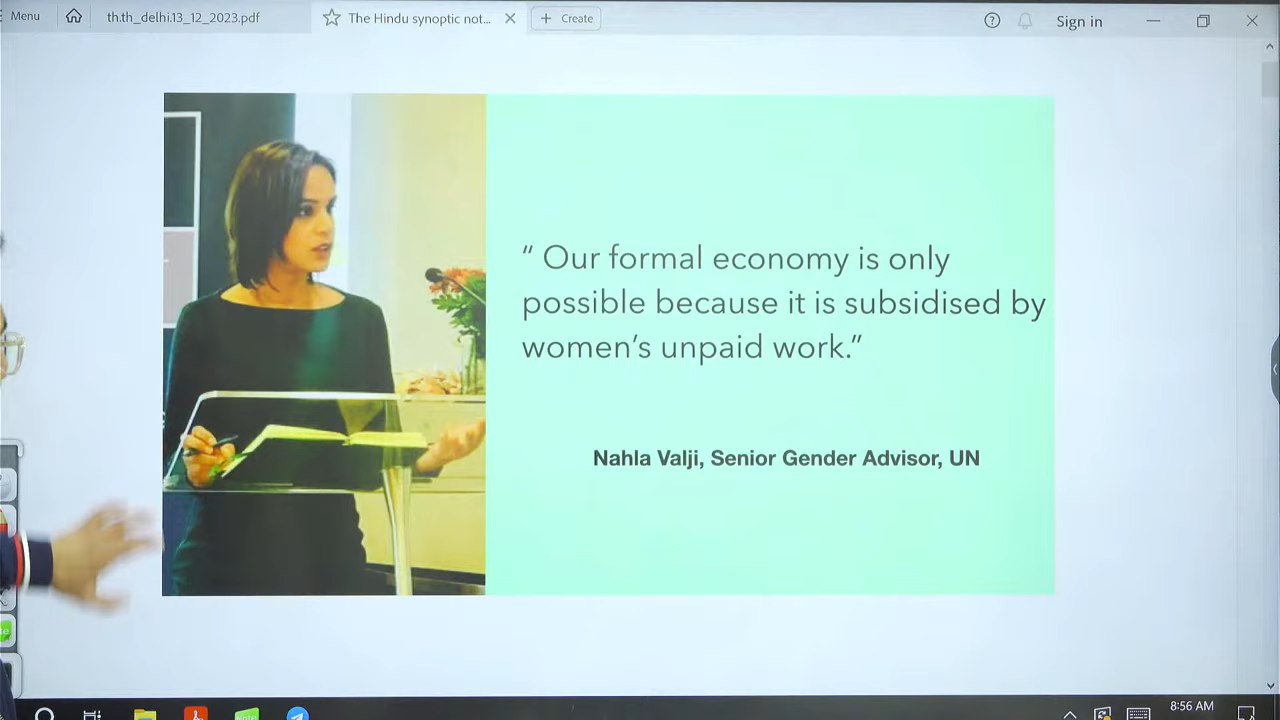 Menu
th.th_delhi.13_12_2023.pdf
The Hindu synoptic not...
Create
Sign in
“ Our formal economy is only
possible because it is subsidised by
women’s unpaid work.”
Nahla Valji, Senior Gender Advisor, UN
8:56 AM